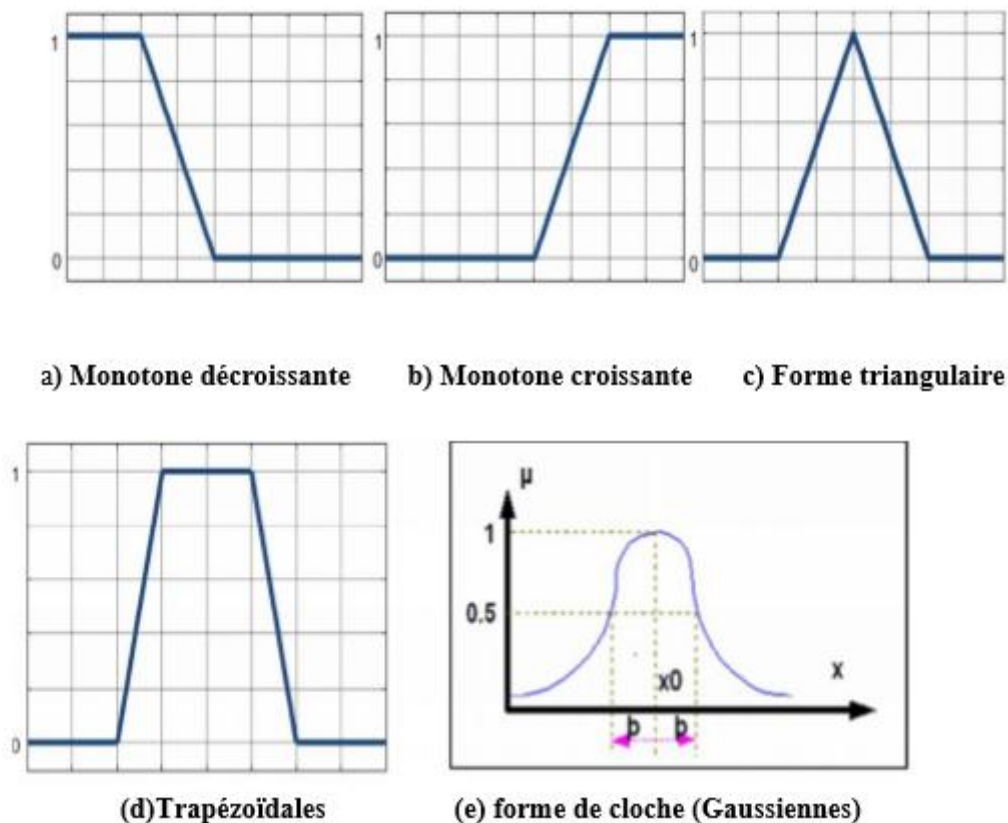 1
0
1
0
1
0
a) Monotone décroissante
b) Monotone croissante
c) Forme triangulaire
1
0
µ
1
0.5
x0
x
b
b
(d)Trapézoïdales
(e) forme de cloche (Gaussiennes)